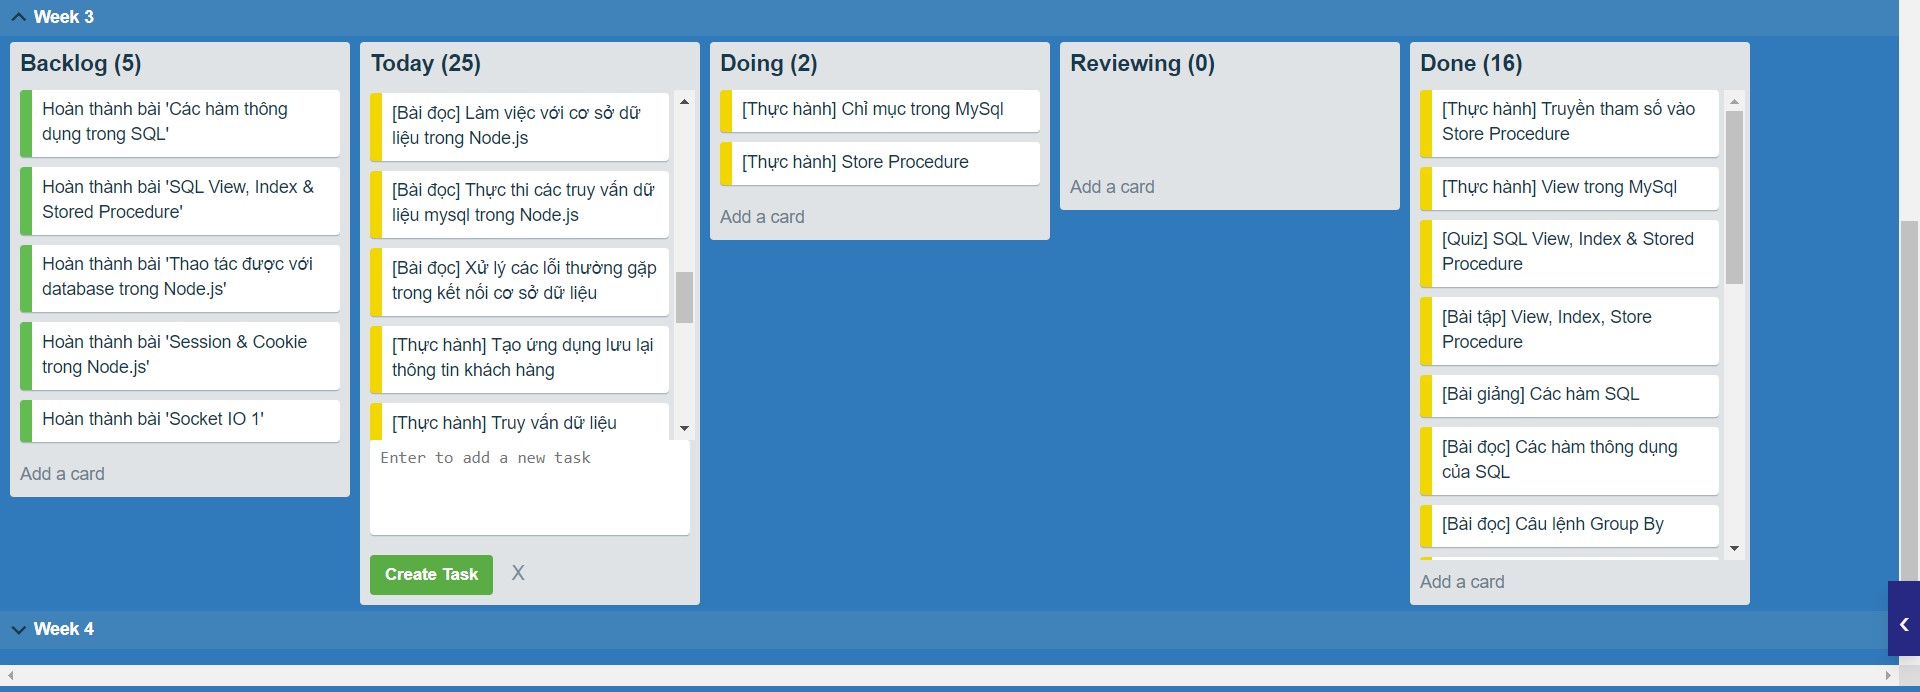 Week 3
Backlog (5)
Hoàn thành bài 'Các hàm thông
dụng trong SQL'
Hoàn thành bài 'SQL View, Index &
Stored Procedure'
Hoàn thành bài 'Thao tác được với
database trong Node.js'
Hoàn thành bài 'Session & Cookie
trong Node.js'
Hoàn thành bài 'Socket IO 1'
Add a card
Today (25)
[Bài đọc] Làm việc với cơ sở dữ
liệu trong Node.js
[Bài đọc] Thực thi các truy vấn dữ
liệu mysql trong Node.js
[Bài đọc] Xử lý các lỗi thường gặp
trong kết nối cơ sở dữ liệu
[Thực hành] Tạo ứng dụng lưu lại
thông tin khách hàng
[Thực hành] Truy vấn dữ liệu
Enter to add a new task
Create Task X
Doing (2)
[Thực hành] Chỉ mục trong MySql
[Thực hành] Store Procedure
Add a card
Reviewing (0)
Add a card
Done (16)
[Thực hành] Truyền tham số vào
Store Procedure
[Thực hành] View trong MySql
[Quiz] SQL View, Index & Stored
Procedure
[Bài tập] View, Index, Store
Procedure
[Bài giảng] Các hàm SQL
[Bài đọc] Các hàm thông dụng
của SQL
[Bài đọc] Câu lệnh Group By
Add a card
Week 4